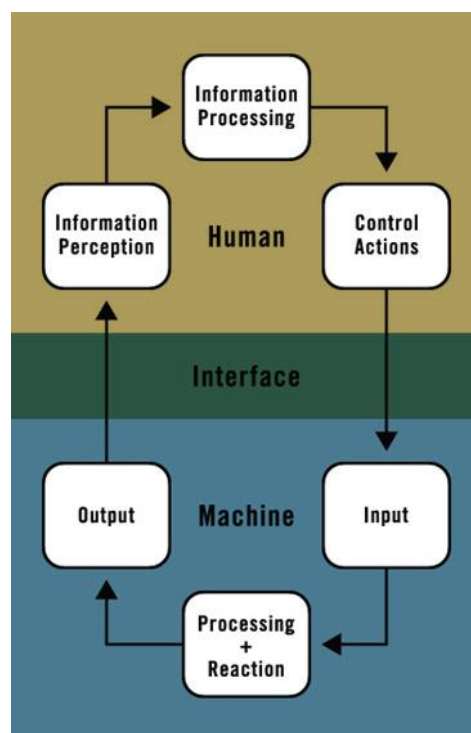 Information
Processing
Information
Perception
Human
Control
Actions
Interface
Output
Machine
Input
Processing
+
Reaction